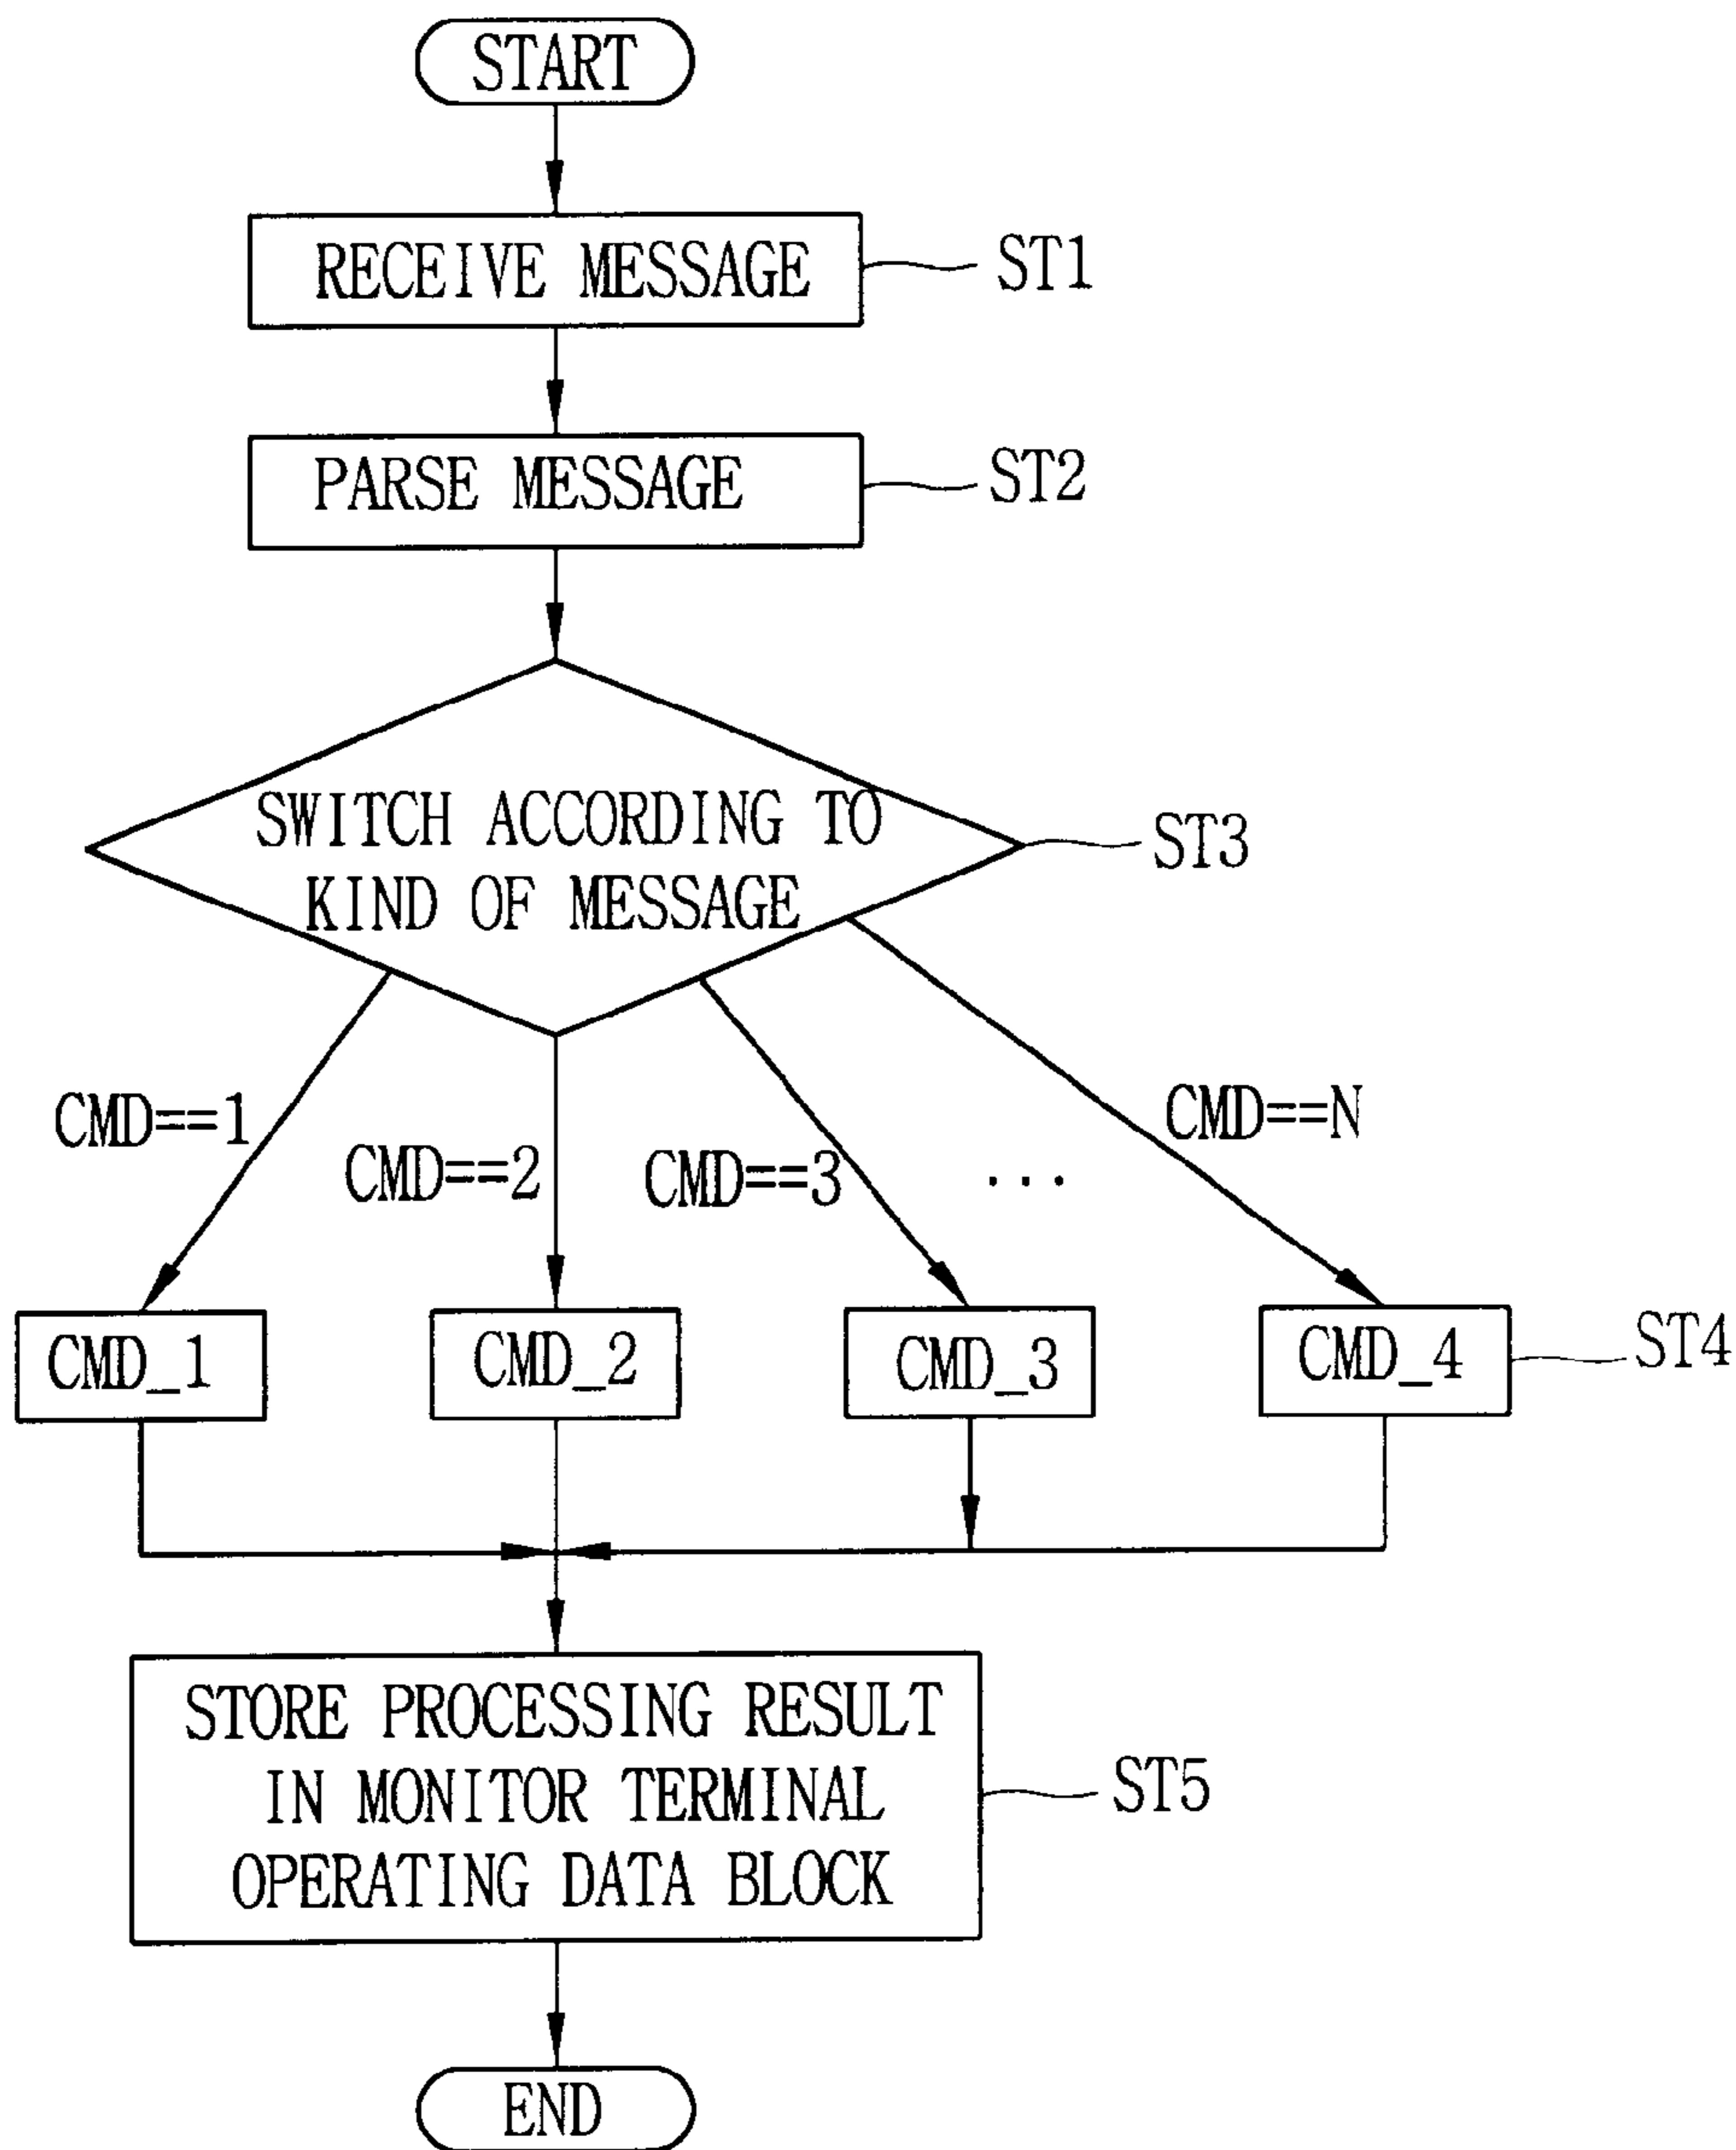 START
RECEIVE MESSAGE
ST1
PARSE MESSAGE
ST2
SWITCH ACCORDING TO
KIND OF MESSAGE
ST3
CMD==1
CMD==2
CMD==3
...
CMD==N
CMD_1
CMD_2
CMD_3
CMD_4
ST4
STORE PROCESSING RESULT
IN MONITOR TERMINAL
OPERATING DATA BLOCK
ST5
END